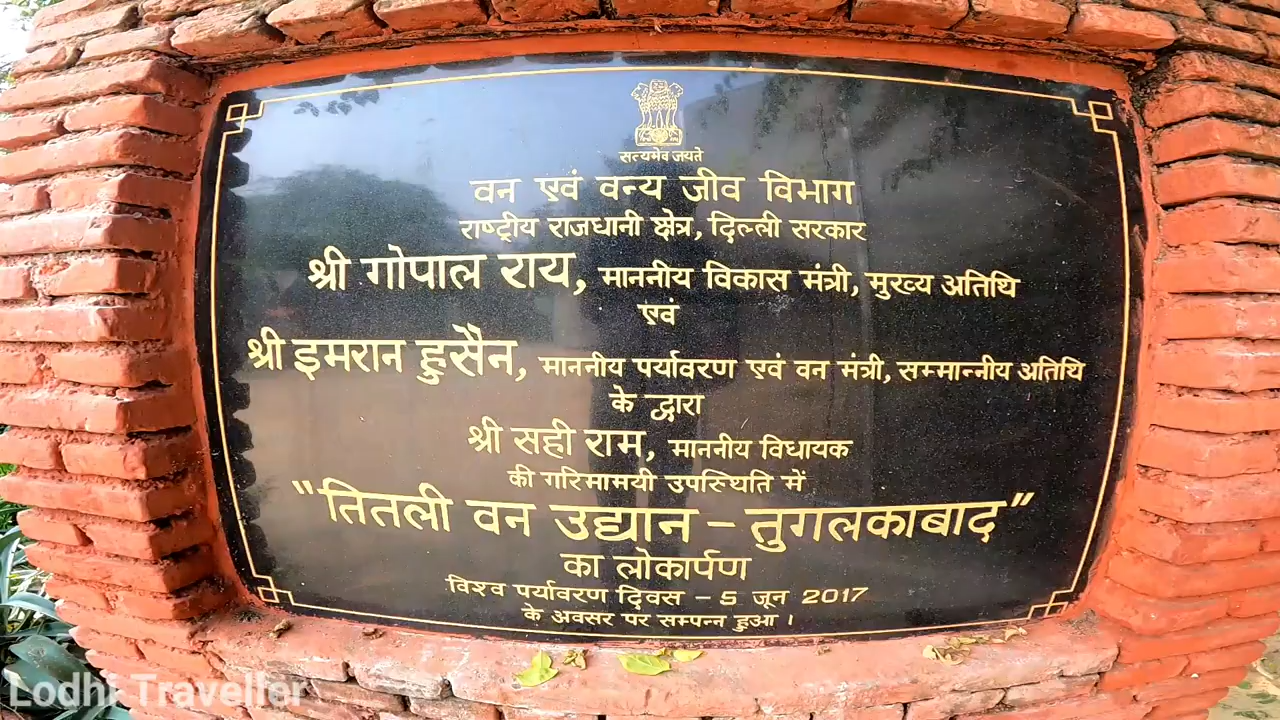 सत्यमेव जयते
वन एवं वन्य जीव विभाग
राष्ट्रीय राजधानी क्षेत्र, दिल्ली सरकार
श्री गोपाल राय, माननीय विकास मंत्री, मुख्य अतिथि
एवं
श्री इमरान हुसैन, माननीय पर्यावरण एवं वन मंत्री, सम्माननीय अतिथि
के द्वारा
श्री सही राम, माननीय विधायक
की गरिमामयी उपस्थिति में
"तितली वन उद्यान – तुगलकाबाद"
का लोकार्पण
विश्व पर्यावरण दिवस – 5 जून 2017
के अवसर पर सम्पन्न हुआ ।
Lodhi Traveller